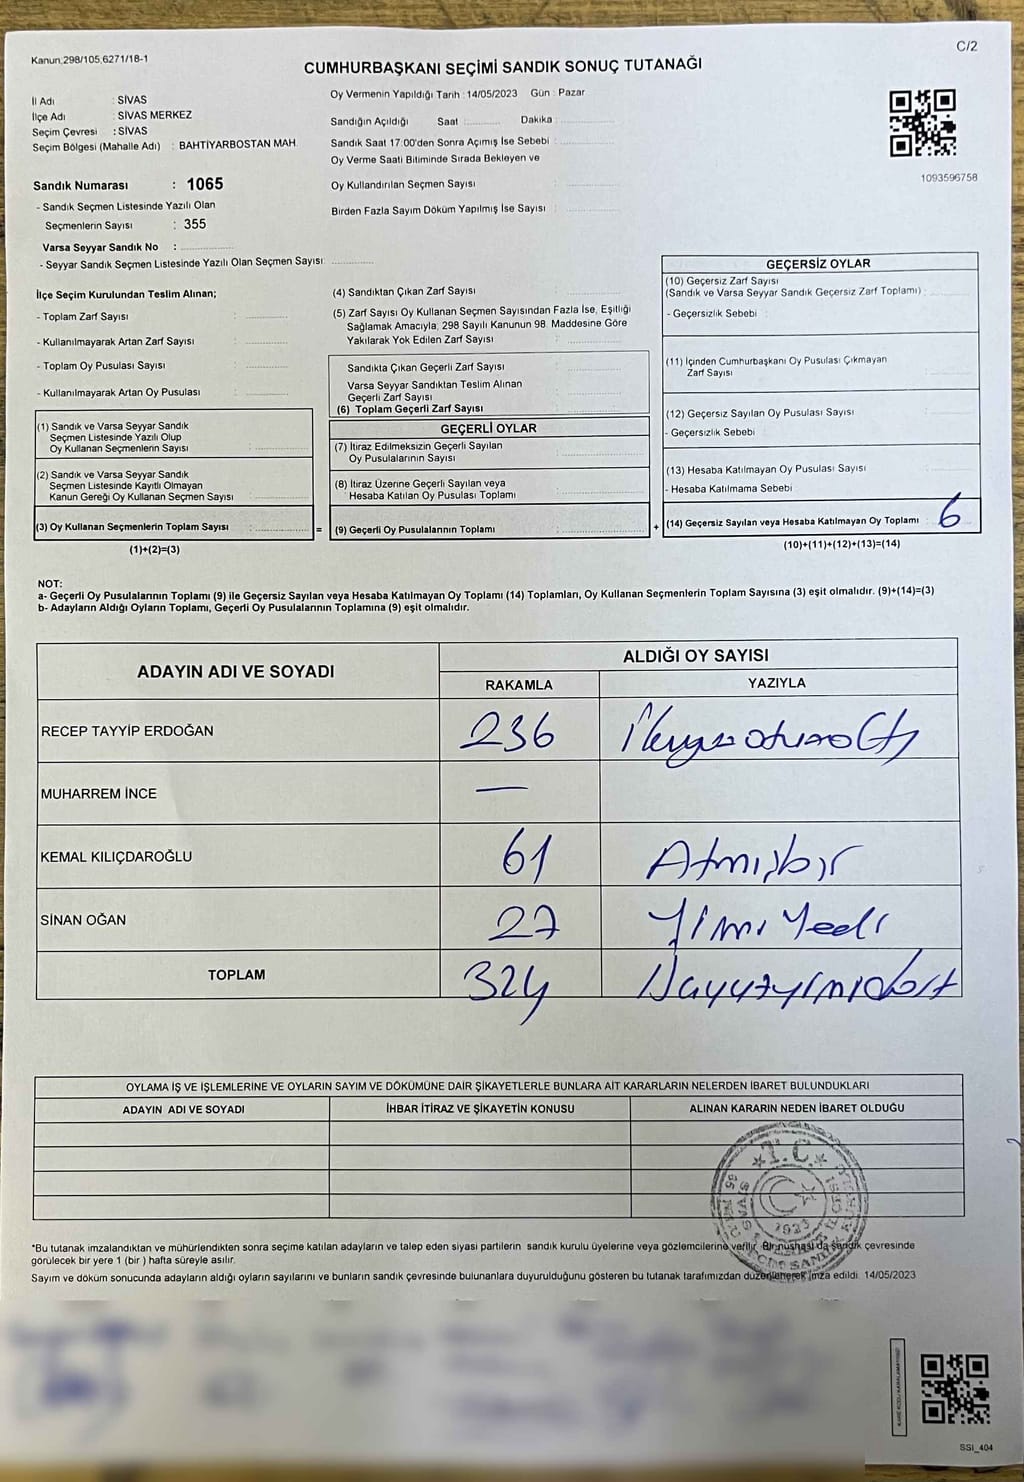 Kanun,298/105,6271/18-1
C/2
CUMHURBAŞKANI SEÇİMİ SANDIK SONUÇ TUTANAĞI
İl Adı : SİVAS
İlçe Adı : SİVAS MERKEZ
Seçim Çevresi : SİVAS
Seçim Bölgesi (Mahalle Adı) : BAHTİYARBOSTAN MAH.
Sandık Numarası : 1065
- Sandık Seçmen Listesinde Yazılı Olan
Seçmenlerin Sayısı : 355
Varsa Seyyar Sandık No :
- Seyyar Sandık Seçmen Listesinde Yazılı Olan Seçmen Sayısı
Oy Vermenin Yapıldığı Tarih : 14/05/2023 Gün : Pazar
Sandığın Açıldığı Saat : Dakika :
Sandık Saat 17:00'den Sonra Açımış İse Sebebi :
Oy Verme Saati Bitiminde Sırada Bekleyen ve
Oy Kullandırılan Seçmen Sayısı
Birden Fazla Sayım Döküm Yapılmış İse Sayısı
1093596758
İlçe Seçim Kurulundan Teslim Alınan;
- Toplam Zarf Sayısı
- Kullanılmayarak Artan Zarf Sayısı
- Toplam Oy Pusulası Sayısı
- Kullanılmayarak Artan Oy Pusulası
(1) Sandık ve Varsa Seyyar Sandık
Seçmen Listesinde Yazılı Olup
Oy Kullanan Seçmenlerin Sayısı
(2) Sandık ve Varsa Seyyar Sandık
Seçmen Listesinde Kayıtlı Olmayan
Kanun Gereği Oy Kullanan Seçmen Sayısı
(3) Oy Kullanan Seçmenlerin Toplam Sayısı =
(1)+(2)=(3)
(4) Sandıktan Çıkan Zarf Sayısı
(5) Zarf Sayısı Oy Kullanan Seçmen Sayısından Fazla İse, Eşitliği
Sağlamak Amacıyla, 298 Sayılı Kanunun 98. Maddesine Göre
Yakılarak Yok Edilen Zarf Sayısı
Sandıkta Çıkan Geçerli Zarf Sayısı
Varsa Seyyar Sandıktan Teslim Alınan
Geçerli Zarf Sayısı
(6) Toplam Geçerli Zarf Sayısı
GEÇERLİ OYLAR
(7) İtiraz Edilmeksizin Geçerli Sayılan
Oy Pusulalarının Sayısı
(8) İtiraz Üzerine Geçerli Sayılan veya
Hesaba Katılan Oy Pusulası Toplamı
(9) Geçerli Oy Pusulalarının Toplamı +
GEÇERSİZ OYLAR
(10) Geçersiz Zarf Sayısı
(Sandık ve Varsa Seyyar Sandık Geçersiz Zarf Toplamı) :
- Geçersizlik Sebebi :
(11) İçinden Cumhurbaşkanı Oy Pusulası Çıkmayan
Zarf Sayısı
(12) Geçersiz Sayılan Oy Pusulası Sayısı
- Geçersizlik Sebebi
(13) Hesaba Katılmayan Oy Pusulası Sayısı
- Hesaba Katılmama Sebebi
(14) Geçersiz Sayılan veya Hesaba Katılmayan Oy Toplamı 6
(10)+(11)+(12)+(13)=(14)
NOT:
a- Geçerli Oy Pusulalarının Toplamı (9) ile Geçersiz Sayılan veya Hesaba Katılmayan Oy Toplamı (14) Toplamları, Oy Kullanan Seçmenlerin Toplam Sayısına (3) eşit olmalıdır. (9)+(14)=(3)
b- Adayların Aldığı Oyların Toplamı, Geçerli Oy Pusulalarının Toplamına (9) eşit olmalıdır.
ADAYIN ADI VE SOYADI
ALDIĞI OY SAYISI
RAKAMLA YAZIYLA
RECEP TAYYİP ERDOĞAN 236
MUHARREM İNCE —
KEMAL KILIÇDAROĞLU 61 Atmışbir
SİNAN OĞAN 27 Yirmi Yedi
TOPLAM 324
OYLAMA İŞ VE İŞLEMLERİNE VE OYLARIN SAYIM VE DÖKÜMÜNE DAİR ŞİKAYETLERLE BUNLARA AİT KARARLARIN NELERDEN İBARET BULUNDUKLARI
ADAYIN ADI VE SOYADI İHBAR İTİRAZ VE ŞİKAYETİN KONUSU ALINAN KARARIN NEDEN İBARET OLDUĞU
T.C.
1923
*Bu tutanak imzalandıktan ve mühürlendikten sonra seçime katılan adayların ve talep eden siyasi partilerin sandık kurulu üyelerine veya gözlemcilerine verilir. Bir nüshası da sandık çevresinde
görülecek bir yere 1 (bir ) hafta süreyle asılır.
Sayım ve döküm sonucunda adayların aldığı oyların sayılarını ve bunların sandık çevresinde bulunanlara duyurulduğunu gösteren bu tutanak tarafımızdan düzenlenerek imza edildi. 14/05/2023
SSI_404